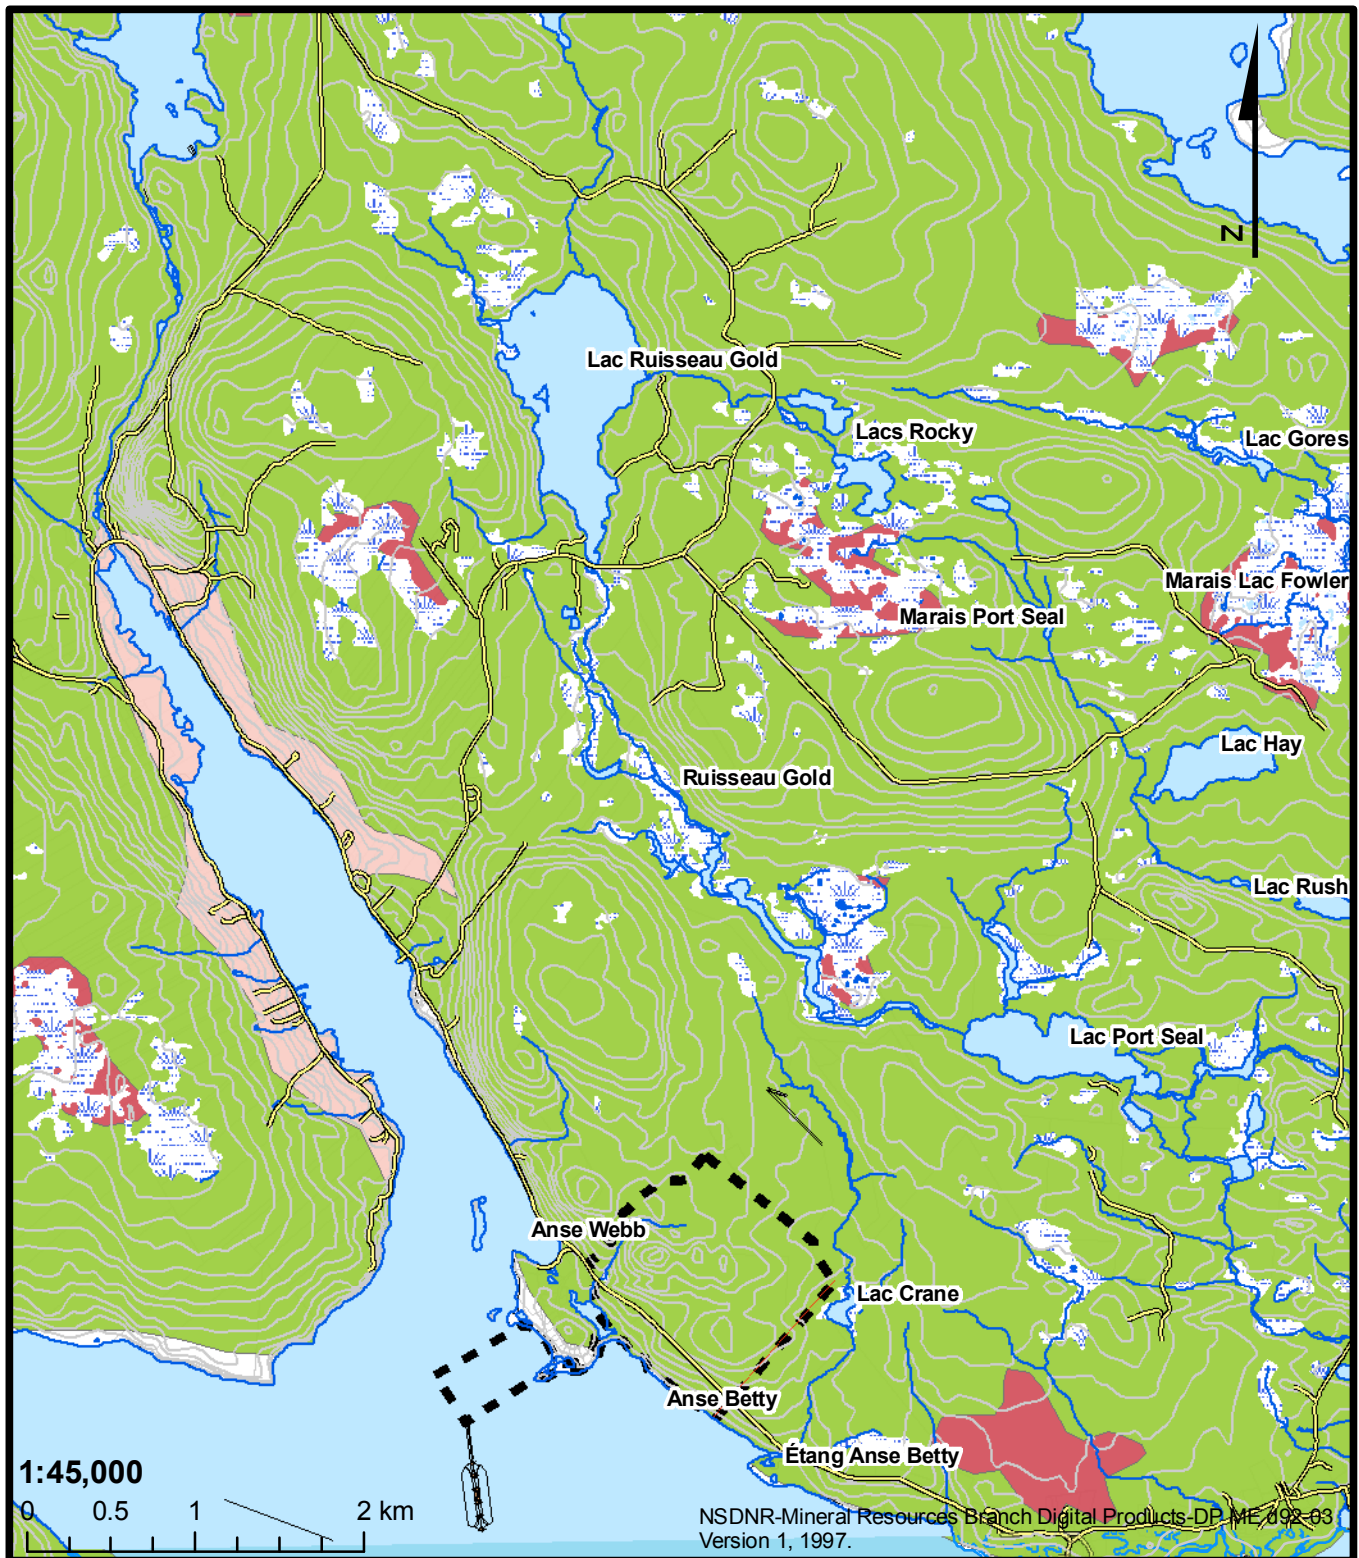 N
Lac Ruisseau Gold
Lacs Rocky
Lac Gores
Marais Lac Fowler
Marais Port Seal
Lac Hay
Ruisseau Gold
Lac Rush
Lac Port Seal
Anse Webb
Lac Crane
Anse Betty
Étang Anse Betty
1:45,000
0 0.5 1 2 km
NSDNR-Mineral Resources Branch Digital Products-DP ME d92-03
Version 1, 1997.